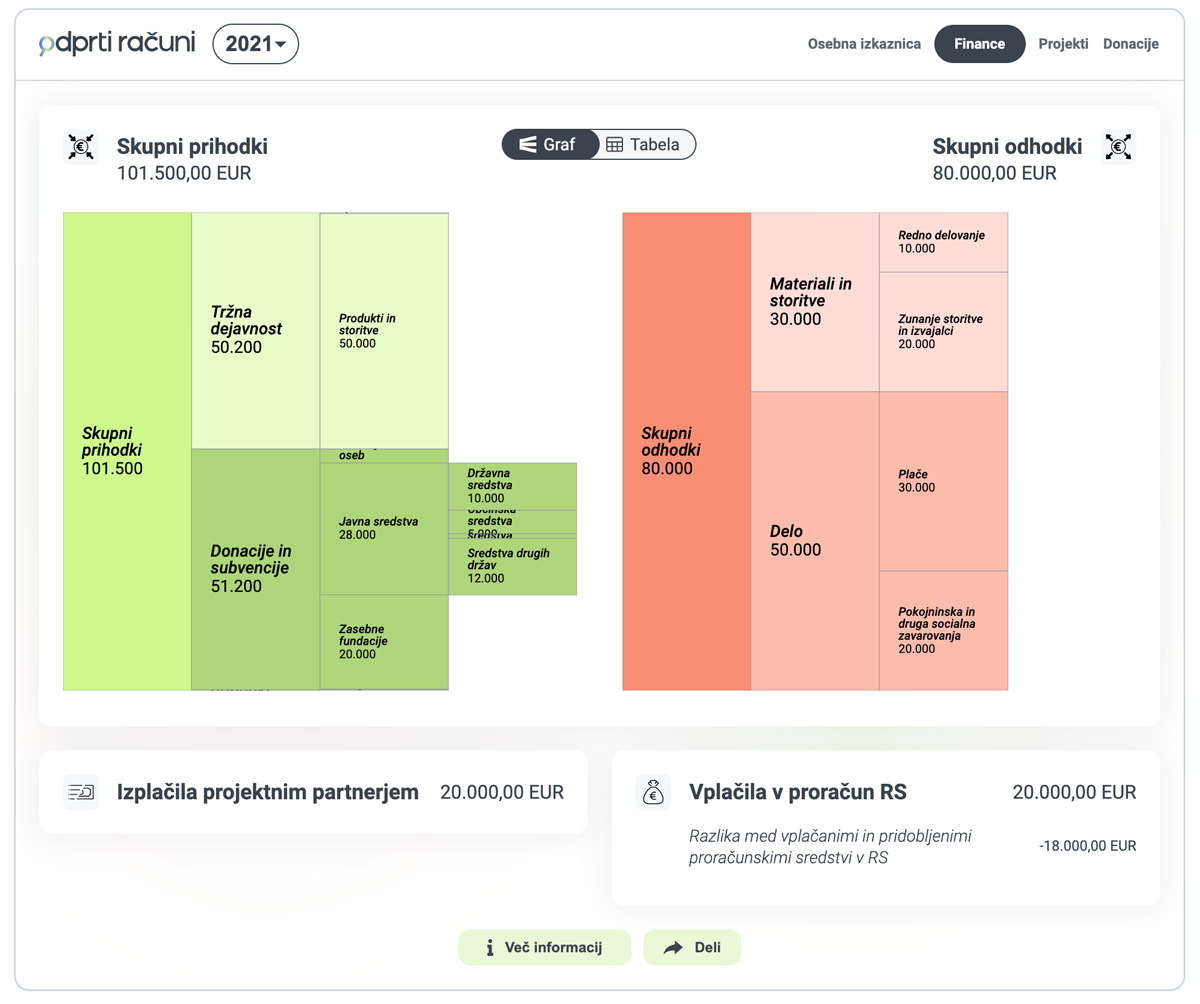 odprti računi
2021
Osebna izkaznica
Finance
Projekti
Donacije
Skupni prihodki
101.500,00 EUR
Graf
Tabela
Skupni odhodki
80.000,00 EUR
Skupni
prihodki
101.500
Tržna
dejavnost
50.200
Produkti in
storitve
50.000
Donacije in
subvencije
51.200
oseb
Javna sredstva
28.000
Zasebne
fundacije
20.000
Državna
sredstva
10.000
sredstva
5.000
sredstva
Sredstva drugih
držav
12.000
Skupni
odhodki
80.000
Materiali in
storitve
30.000
Redno delovanje
10.000
Zunanje storitve
in izvajalci
20.000
Delo
50.000
Plače
30.000
Pokojninska in
druga socialna
zavarovanja
20.000
Izplačila projektnim partnerjem
20.000,00 EUR
Vplačila v proračun RS
20.000,00 EUR
Razlika med vplačanimi in pridobljenimi
proračunskimi sredstvi v RS
-18.000,00 EUR
Več informacij
Deli